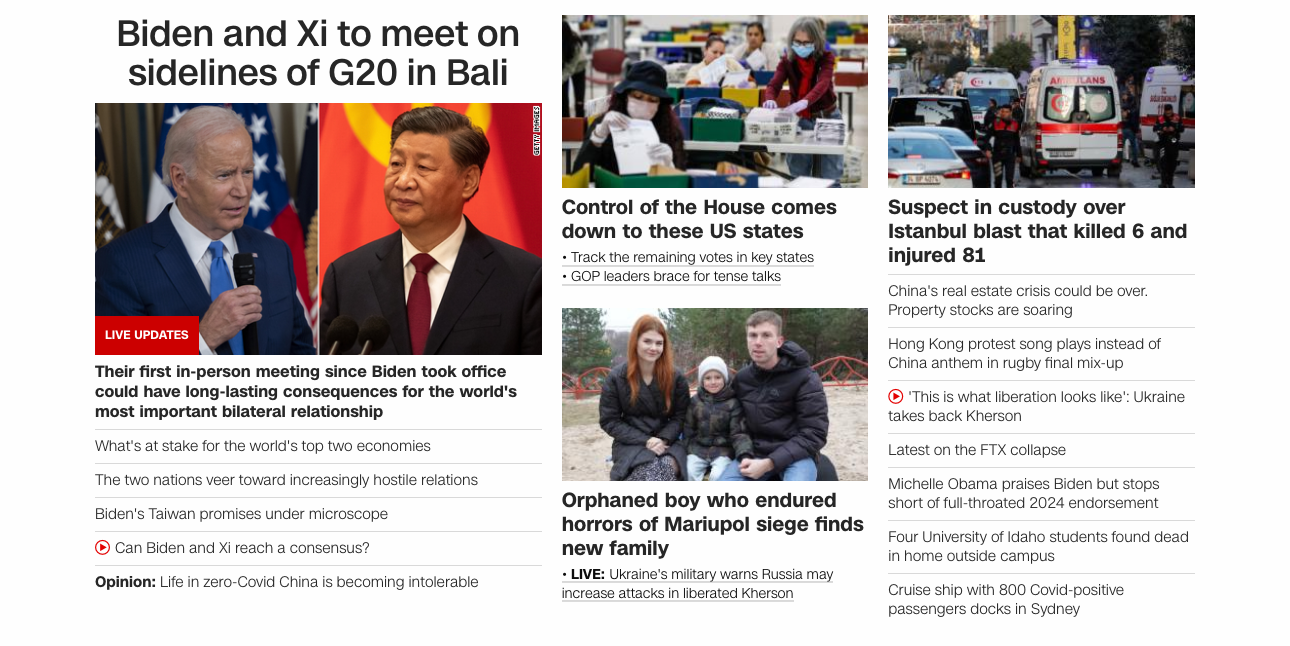 Biden and Xi to meet on
sidelines of G20 in Bali
GETTY IMAGES
LIVE UPDATES
Their first in-person meeting since Biden took office
could have long-lasting consequences for the world's
most important bilateral relationship
What's at stake for the world's top two economies
The two nations veer toward increasingly hostile relations
Biden's Taiwan promises under microscope
Can Biden and Xi reach a consensus?
Opinion: Life in zero-Covid China is becoming intolerable
Control of the House comes
down to these US states
• Track the remaining votes in key states
• GOP leaders brace for tense talks
Orphaned boy who endured
horrors of Mariupol siege finds
new family
• LIVE: Ukraine's military warns Russia may
increase attacks in liberated Kherson
AMBULANS
Suspect in custody over
Istanbul blast that killed 6 and
injured 81
China's real estate crisis could be over.
Property stocks are soaring
Hong Kong protest song plays instead of
China anthem in rugby final mix-up
'This is what liberation looks like': Ukraine
takes back Kherson
Latest on the FTX collapse
Michelle Obama praises Biden but stops
short of full-throated 2024 endorsement
Four University of Idaho students found dead
in home outside campus
Cruise ship with 800 Covid-positive
passengers docks in Sydney